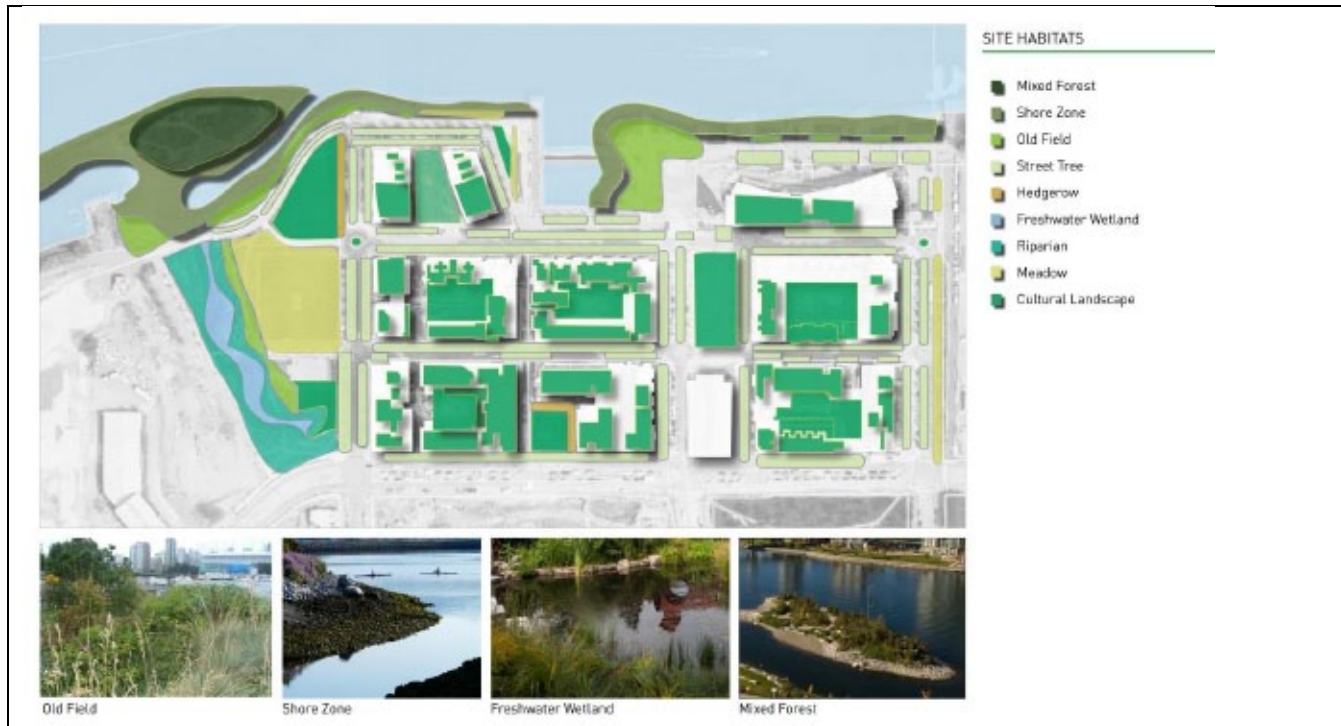 SITE HABITATS
Mixed Forest
Shore Zone
Old Field
Street Tree
Hedgerow
Freshwater Wetland
Riparian
Meadow
Cultural Landscape
Old Field
Shore Zone
Freshwater Wetland
Mixed Forest